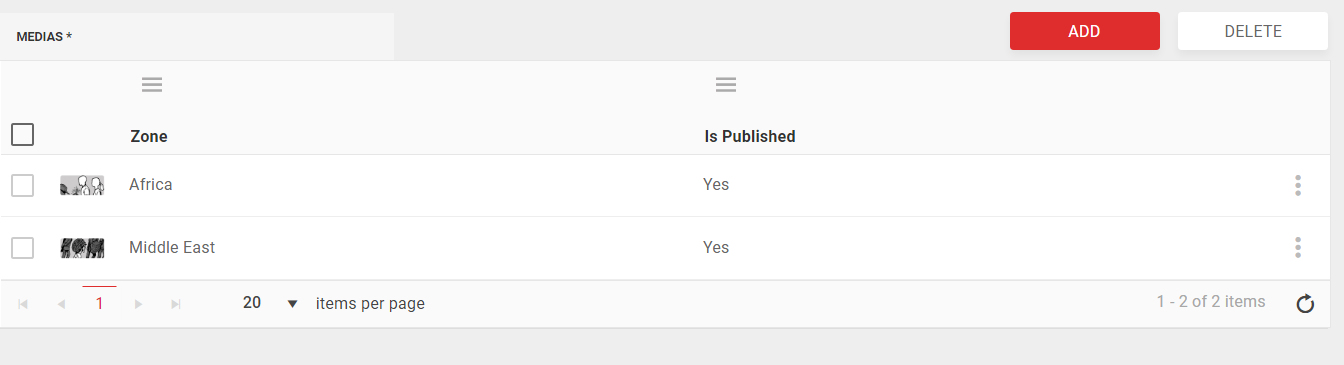 MEDIAS *
ADD
DELETE
Zone
Is Published
Africa
Yes
Middle East
Yes
1
20
items per page
1 - 2 of 2 items